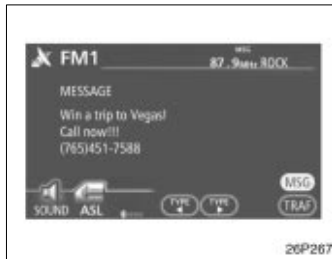 FM1
MSG
87.9MHz ROCK
MESSAGE
Win a trip to Vegas!
Call now!!!
(765)451-7588
MSG
SOUND ASL TYPE TYPE TRAF
26P267